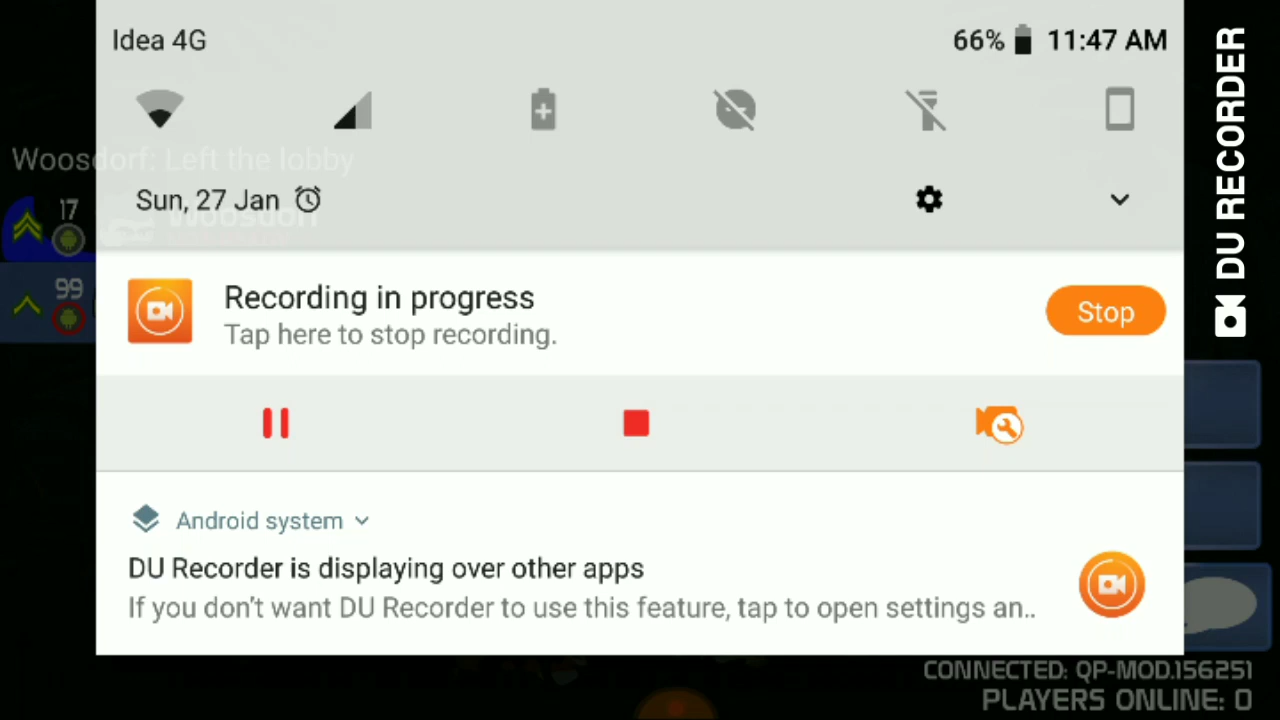 Idea 4G
66%
11:47 AM
DU RECORDER
Woosdorf: Left the lobby
Sun, 27 Jan
Woosdorf
17
99
Recording in progress
Tap here to stop recording.
Stop
Android system
DU Recorder is displaying over other apps
If you don't want DU Recorder to use this feature, tap to open settings an..
CONNECTED: QP-MOD.156251
PLAYERS ONLINE: 0